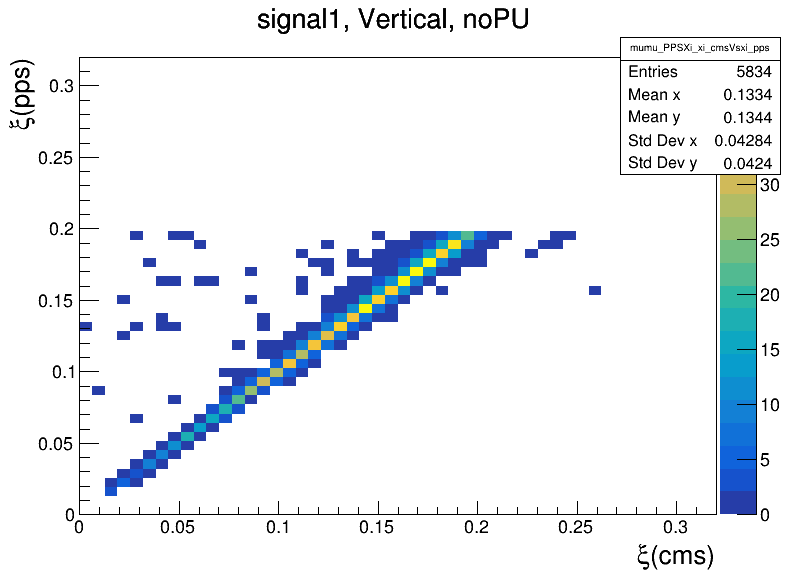 signal1, Vertical, noPU
mumu_PPSXi_xi_cmsVsxi_pps
Entries 5834
Mean x 0.1334
Mean y 0.1344
Std Dev x 0.04284
Std Dev y 0.0424
ξ(pps)
0.3
0.25
0.2
0.15
0.1
0.05
0
30
25
20
15
10
5
0
0 0.05 0.1 0.15 0.2 0.25 0.3
ξ(cms)